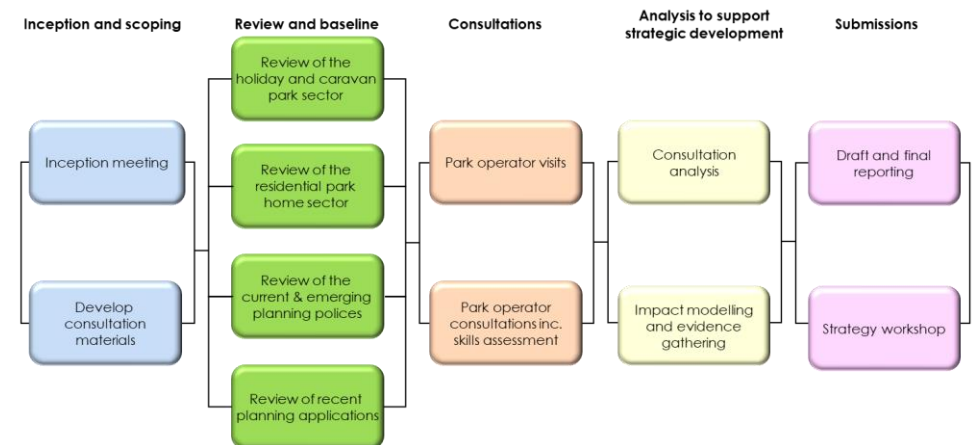 Inception and scoping
Review and baseline
Consultations
Analysis to support
strategic development
Submissions
Inception meeting
Develop
consultation
materials
Review of the
holiday and caravan
park sector
Review of the
residential park
home sector
Review of the
current & emerging
planning polices
Review of recent
planning applications
Park operator visits
Park operator
consultations inc.
skills assessment
Consultation
analysis
Impact modelling
and evidence
gathering
Draft and final
reporting
Strategy workshop